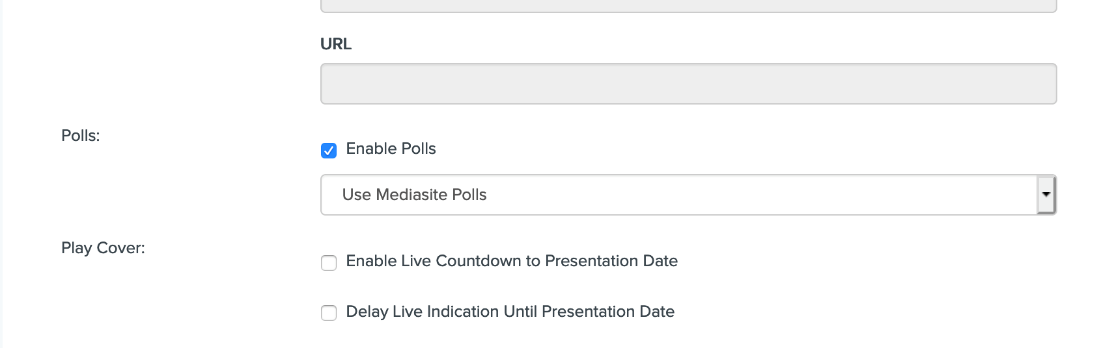 URL
Polls:
Enable Polls
Use Mediasite Polls
Play Cover:
Enable Live Countdown to Presentation Date
Delay Live Indication Until Presentation Date